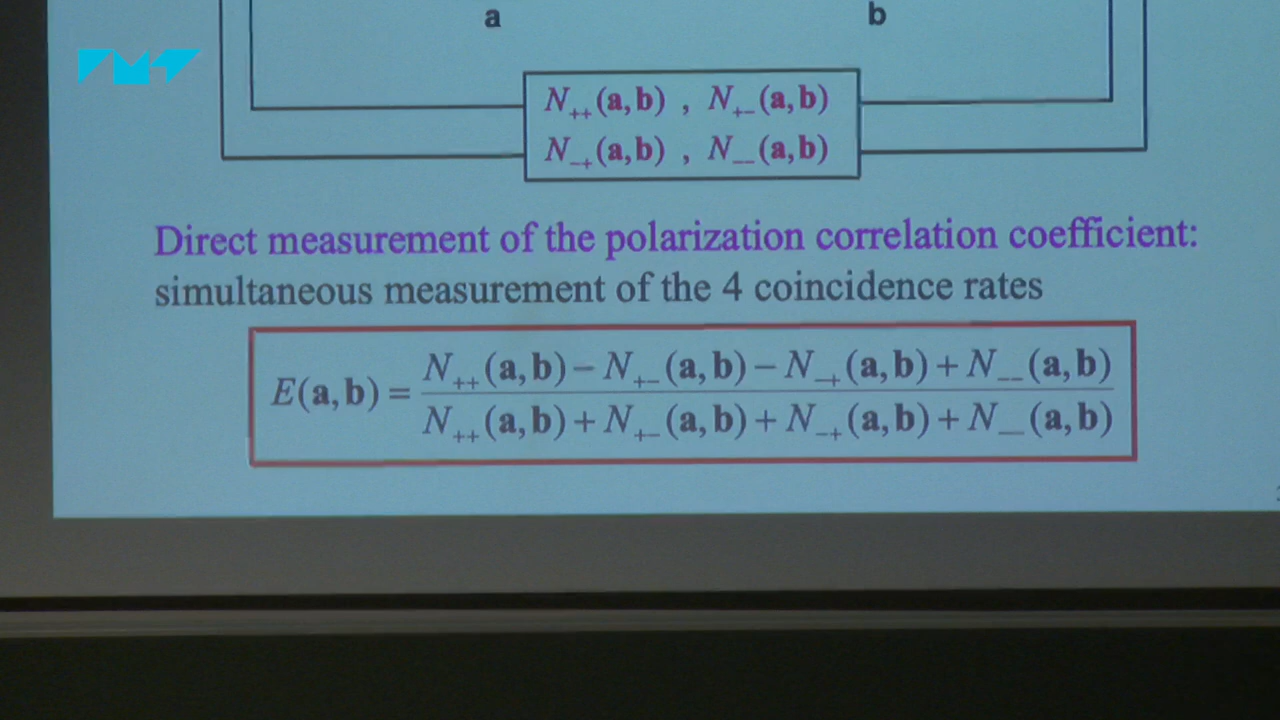 a b
N₊₊(a,b) , N₊₋(a,b)
N₋₊(a,b) , N₋₋(a,b)
Direct measurement of the polarization correlation coefficient:
simultaneous measurement of the 4 coincidence rates
E(a,b) = N₊₊(a,b) − N₊₋(a,b) − N₋₊(a,b) + N₋₋(a,b)
N₊₊(a,b) + N₊₋(a,b) + N₋₊(a,b) + N₋₋(a,b)